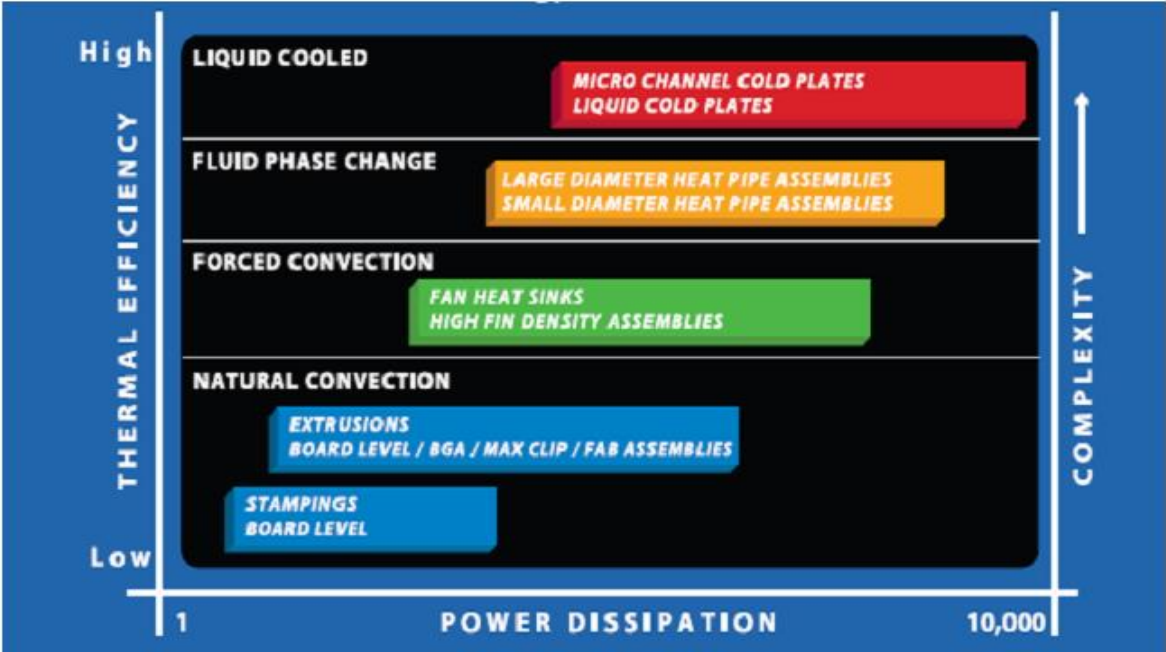 High
LIQUID COOLED
MICRO CHANNEL COLD PLATES
LIQUID COLD PLATES
FLUID PHASE CHANGE
LARGE DIAMETER HEAT PIPE ASSEMBLIES
SMALL DIAMETER HEAT PIPE ASSEMBLIES
FORCED CONVECTION
FAN HEAT SINKS
HIGH FIN DENSITY ASSEMBLIES
NATURAL CONVECTION
EXTRUSIONS
BOARD LEVEL / BGA / MAX CLIP / FAB ASSEMBLIES
STAMPINGS
BOARD LEVEL
Low
THERMAL EFFICIENCY
COMPLEXITY
1
POWER DISSIPATION
10,000